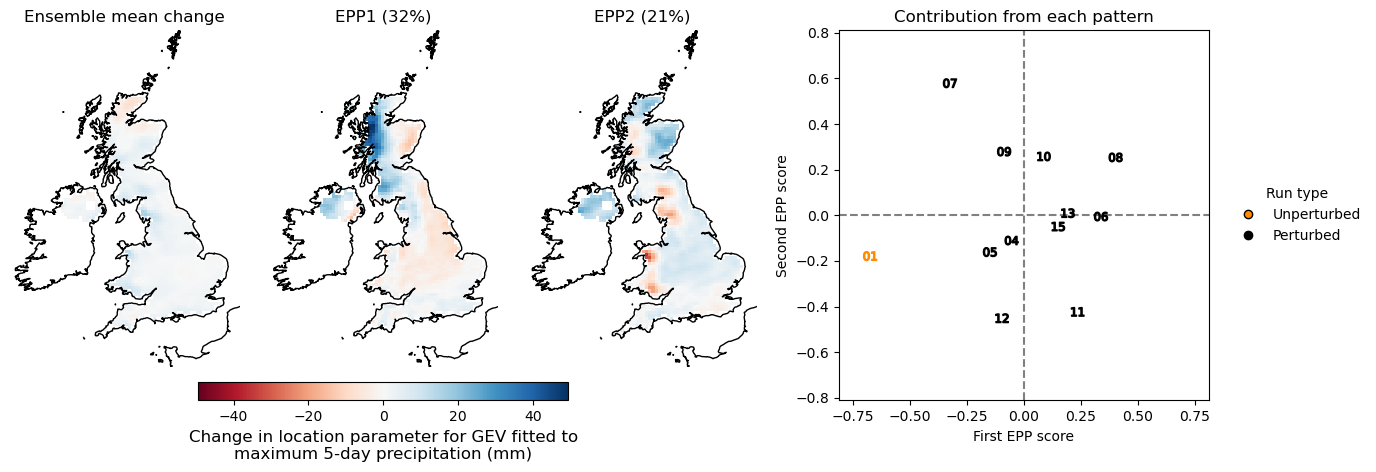 Ensemble mean change
EPP1 (32%)
EPP2 (21%)
−40 −20 0 20 40
Change in location parameter for GEV fitted to
maximum 5-day precipitation (mm)
Contribution from each pattern
Second EPP score
0.8
0.6
0.4
0.2
0.0
−0.2
−0.4
−0.6
−0.8
07
09
10
08
13
06
15
04
05
01
12
11
−0.75 −0.50 −0.25 0.00 0.25 0.50 0.75
First EPP score
Run type
Unperturbed
Perturbed